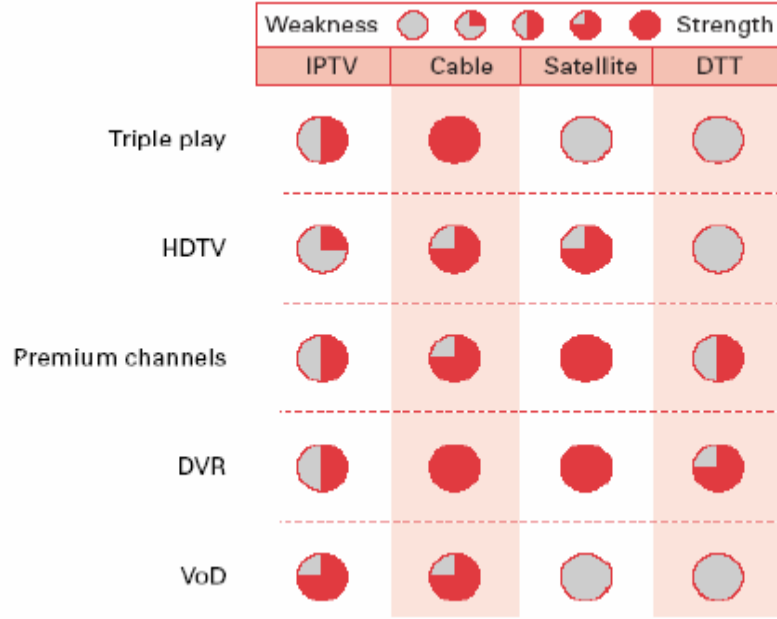 Weakness Strength
IPTV Cable Satellite DTT
Triple play
HDTV
Premium channels
DVR
VoD